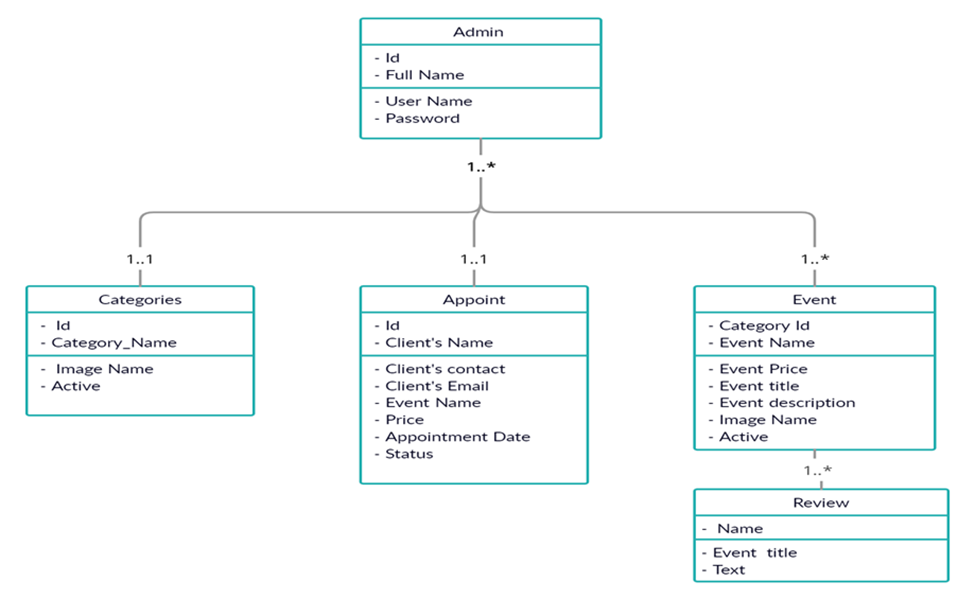 Admin
- Id
- Full Name
- User Name
- Password
1..*
1..1
1..1
1..*
Categories
- Id
- Category_Name
- Image Name
- Active
Appoint
- Id
- Client's Name
- Client's contact
- Client's Email
- Event Name
- Price
- Appointment Date
- Status
Event
- Category Id
- Event Name
- Event Price
- Event title
- Event description
- Image Name
- Active
1..*
Review
- Name
- Event title
- Text